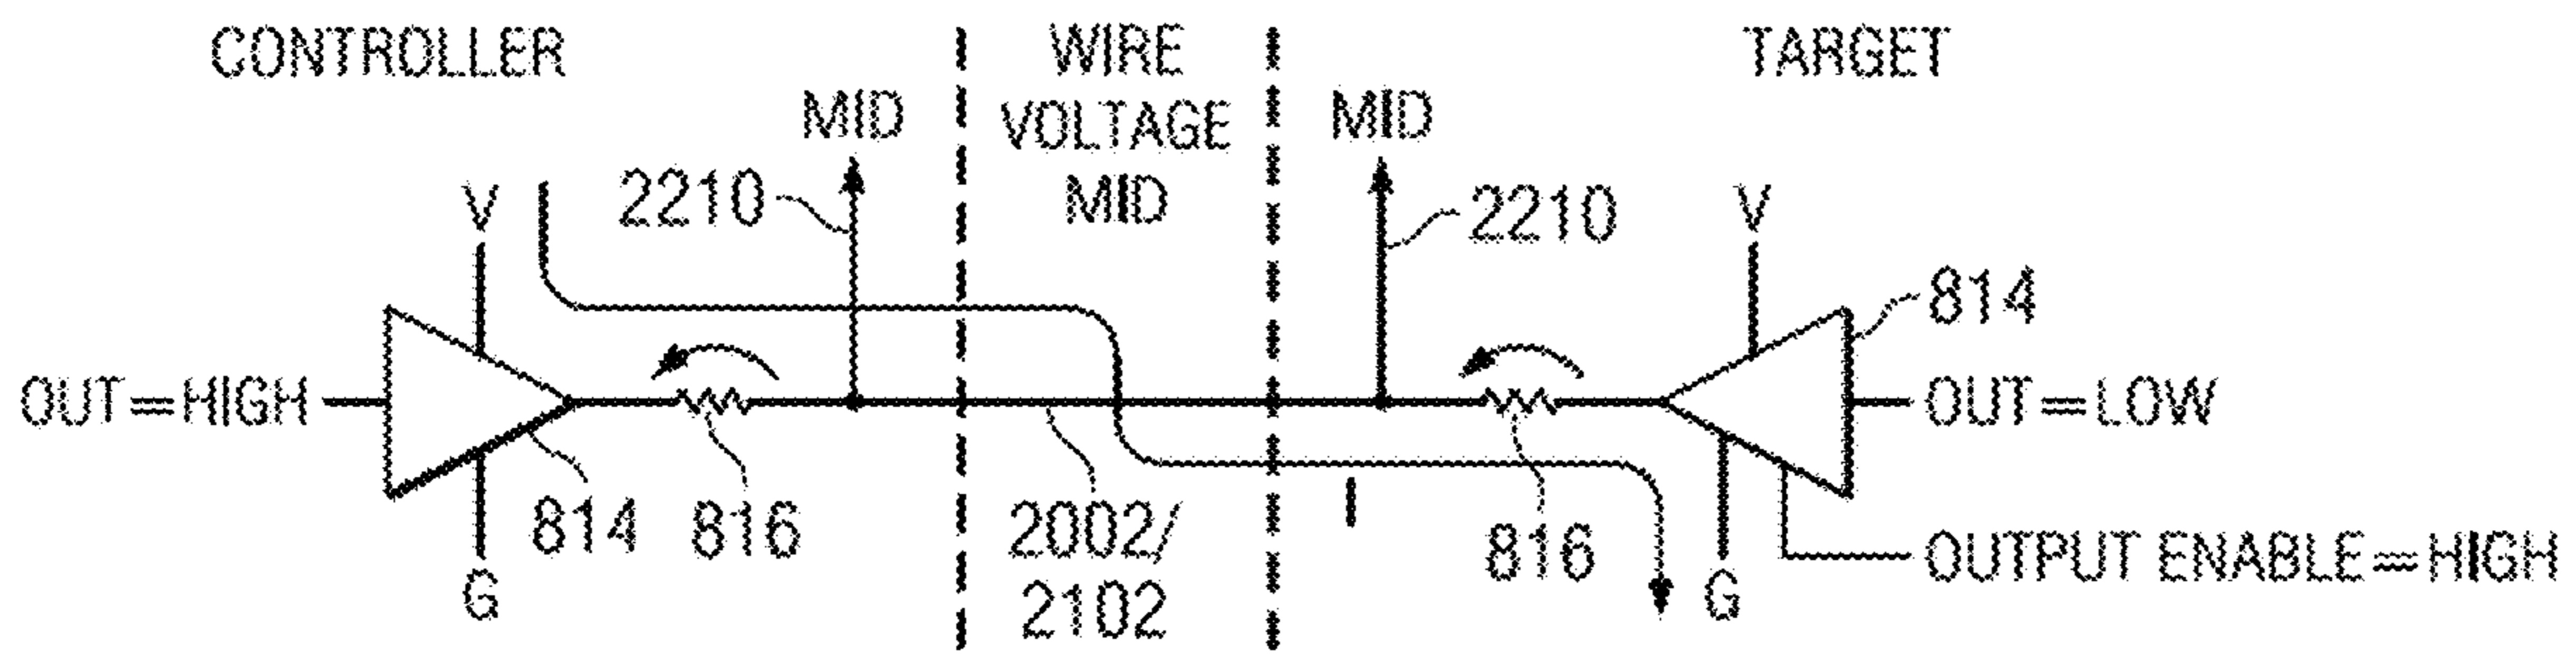 CONTROLLER
WIRE
VOLTAGE
MID
TARGET
MID
MID
V
2210
2210
V
814
OUT=HIGH
OUT=LOW
814
816
2002/
2102
I
816
OUTPUT ENABLE=HIGH
G
G